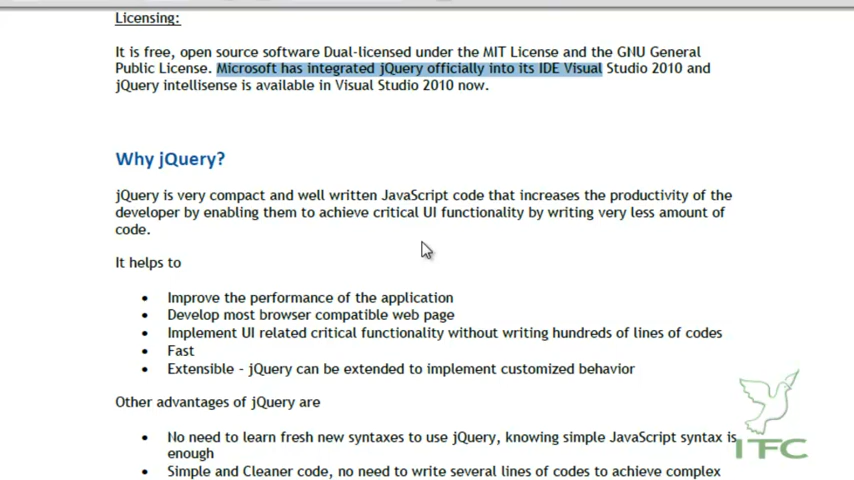 Licensing:
It is free, open source software Dual-licensed under the MIT License and the GNU General
Public License. Microsoft has integrated jQuery officially into its IDE Visual Studio 2010 and
jQuery intellisense is available in Visual Studio 2010 now.
Why jQuery?
jQuery is very compact and well written JavaScript code that increases the productivity of the
developer by enabling them to achieve critical UI functionality by writing very less amount of
code.
It helps to
• Improve the performance of the application
• Develop most browser compatible web page
• Implement UI related critical functionality without writing hundreds of lines of codes
• Fast
• Extensible – jQuery can be extended to implement customized behavior
Other advantages of jQuery are
• No need to learn fresh new syntaxes to use jQuery, knowing simple JavaScript syntax is
enough
• Simple and Cleaner code, no need to write several lines of codes to achieve complex
ITFC